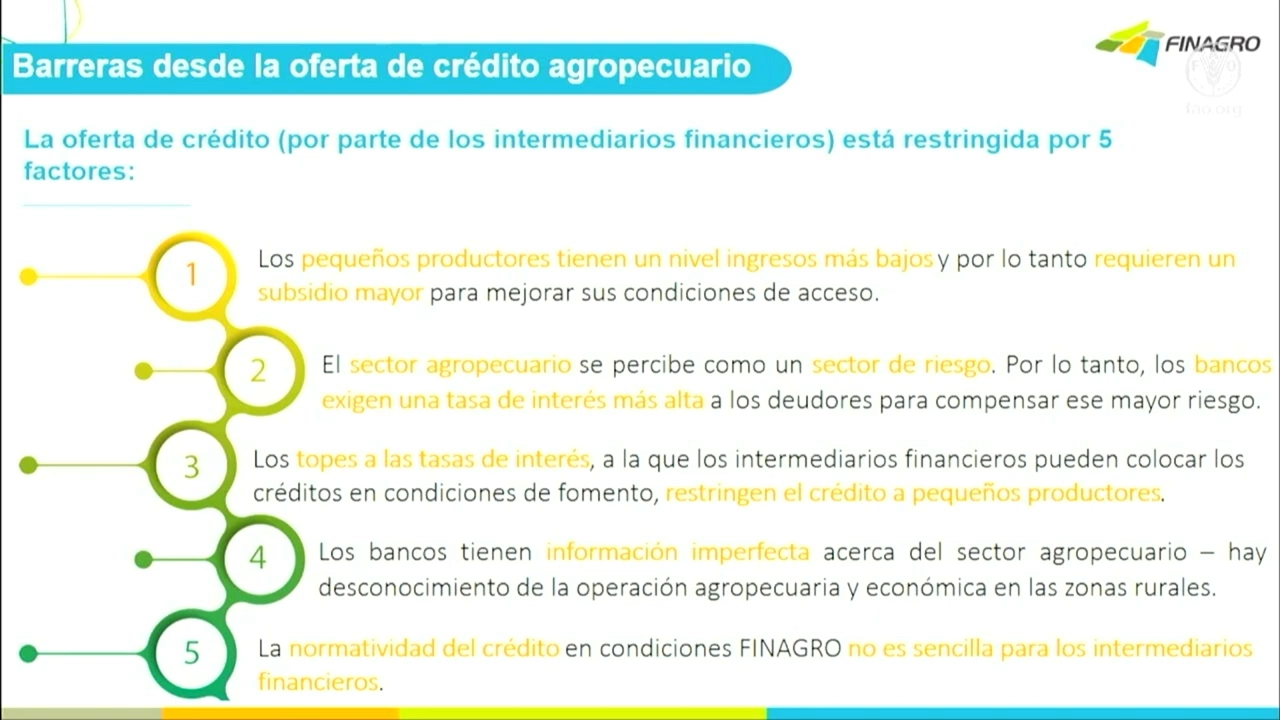 FINAGRO
Barreras desde la oferta de crédito agropecuario
fao.org
La oferta de crédito (por parte de los intermediarios financieros) está restringida por 5
factores:
1
Los pequeños productores tienen un nivel ingresos más bajos y por lo tanto requieren un
subsidio mayor para mejorar sus condiciones de acceso.
2
El sector agropecuario se percibe como un sector de riesgo. Por lo tanto, los bancos
exigen una tasa de interés más alta a los deudores para compensar ese mayor riesgo.
3
Los topes a las tasas de interés, a la que los intermediarios financieros pueden colocar los
créditos en condiciones de fomento, restringen el crédito a pequeños productores.
4
Los bancos tienen información imperfecta acerca del sector agropecuario – hay
desconocimiento de la operación agropecuaria y económica en las zonas rurales.
5
La normatividad del crédito en condiciones FINAGRO no es sencilla para los intermediarios
financieros.